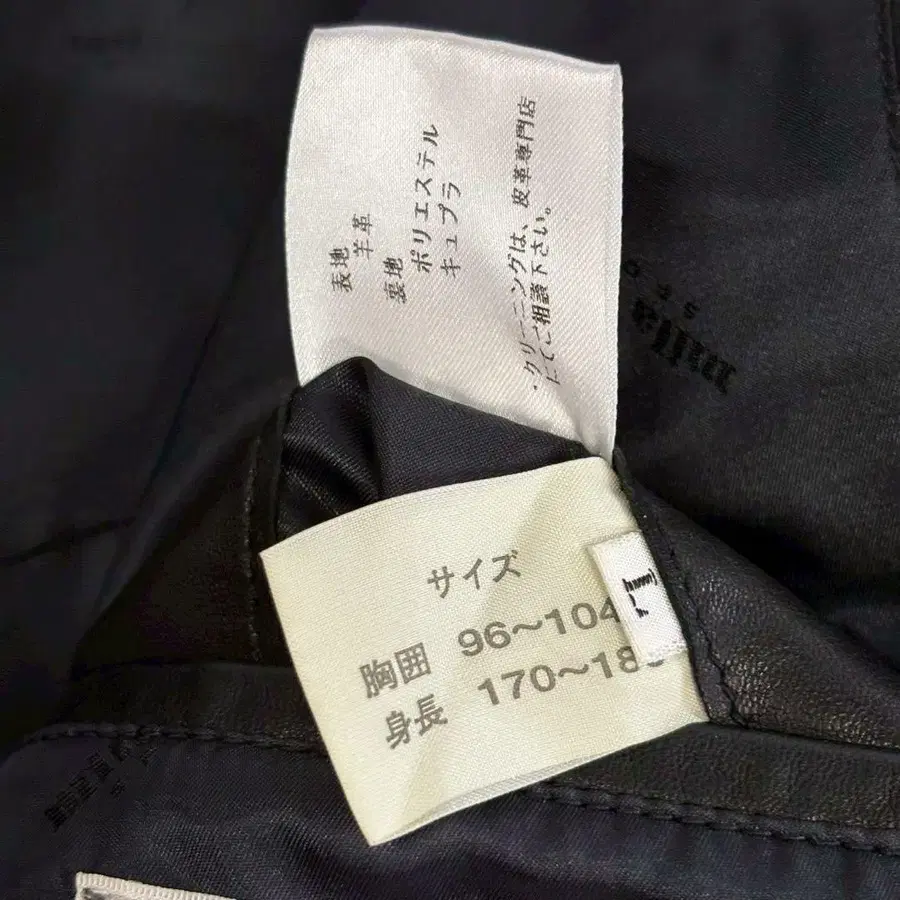 表地
羊革
裏地
ポリエステル
キュプラ
・クリーニングは、皮革専門店
にてご相談下さい。
サイズ
胸囲 96～104
身長 170～18
L
nulla